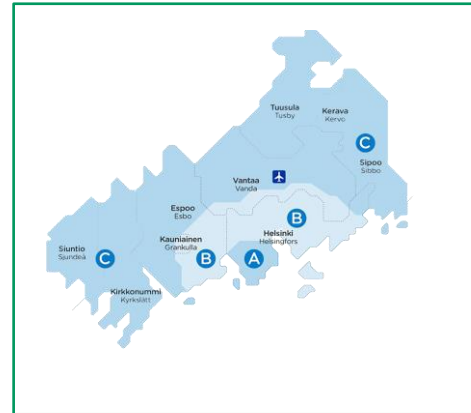 Tuusula
Tusby
Kerava
Kervo
C
Sipoo
Sibbo
Vantaa
Vanda
Espoo
Esbo
B
Helsinki
Helsingfors
Kauniainen
Grankulla
B
A
Siuntio
Sjundeå
C
Kirkkonummi
Kyrkslätt